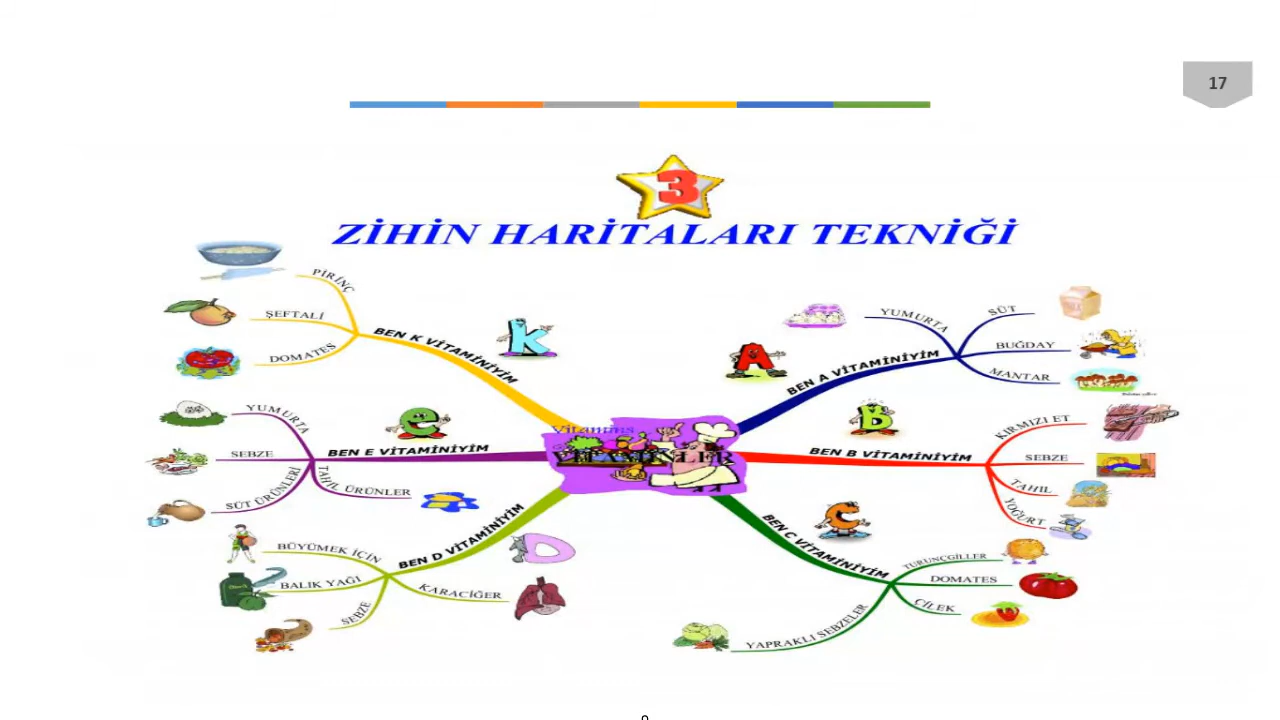 17
3
ZİHİN HARİTALARI TEKNİĞİ
BEN K VİTAMİNİYİM
PİRİNÇ
ŞEFTALİ
DOMATES
K
BEN A VİTAMİNİYİM
YUMURTA
SÜT
BUĞDAY
MANTAR
A
BEN E VİTAMİNİYİM
YUMURTA
SEBZE
SÜT ÜRÜNLERİ
TAHIL ÜRÜNLER
e
Vitamins
VİTAMİNLER
BEN B VİTAMİNİYİM
KIRMIZI ET
SEBZE
TAHIL
YOĞURT
B
BEN D VİTAMİNİYİM
BÜYÜMEK İÇİN
BALIK YAĞI
SEBZE
KARACİĞER
D
BEN C VİTAMİNİYİM
TURUNÇGİLLER
DOMATES
ÇİLEK
YAPRAKLI SEBZELER
C